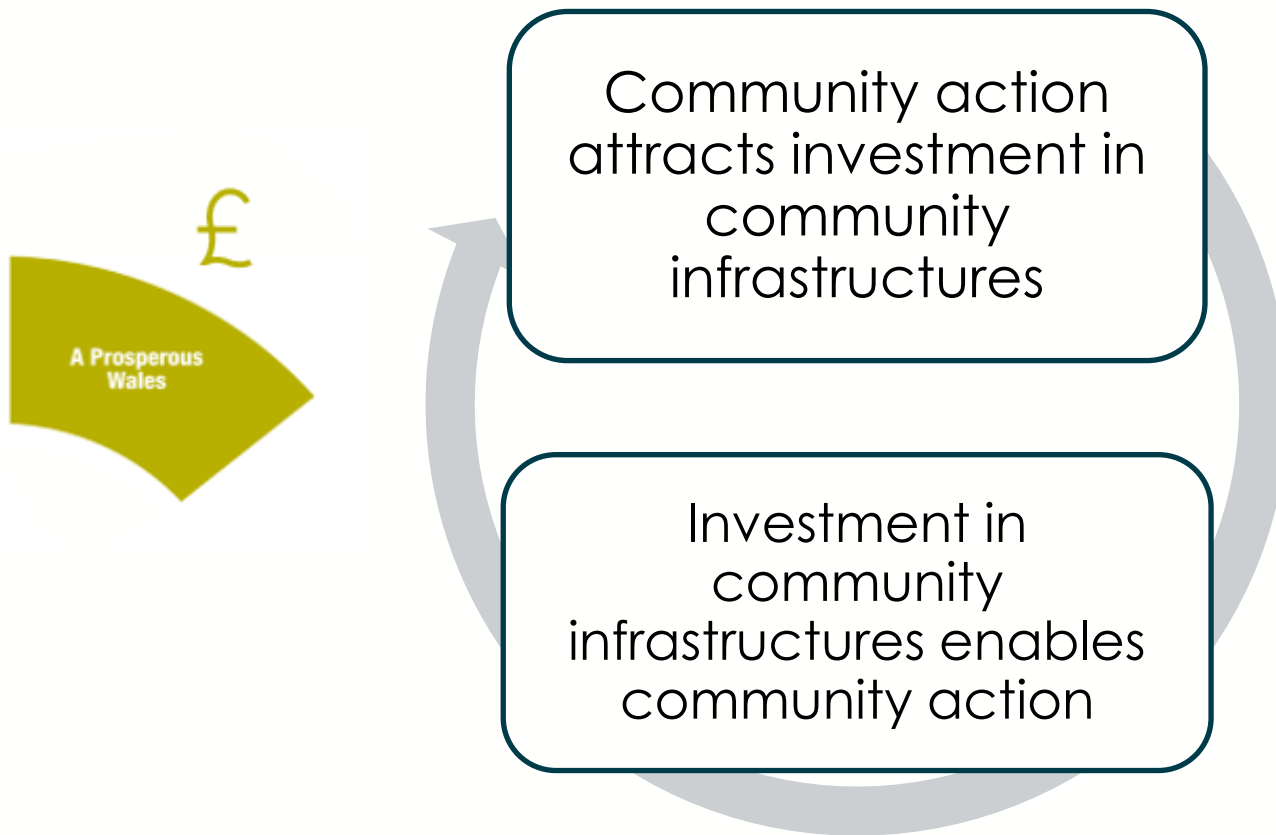 £
A Prosperous
Wales
Community action
attracts investment in
community
infrastructures
Investment in
community
infrastructures enables
community action